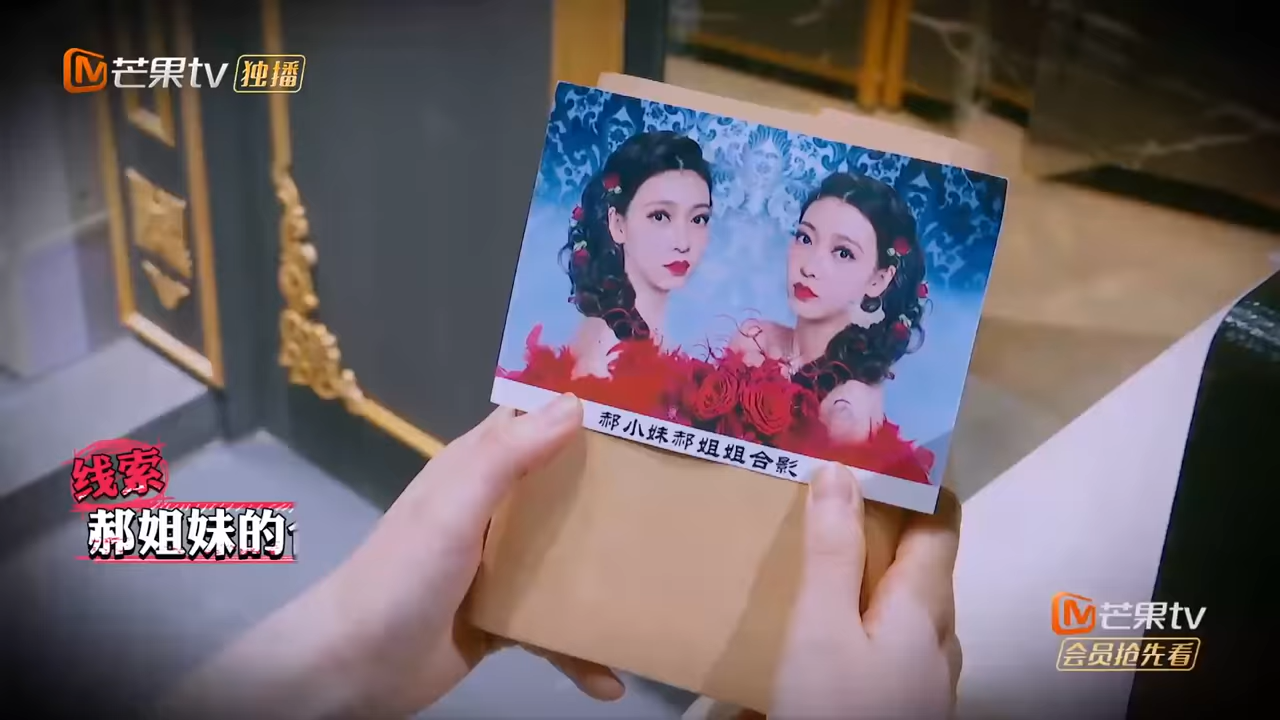 芒果tv 独播
郝小妹郝姐姐合影
线索
郝姐妹的
芒果tv
会员抢先看